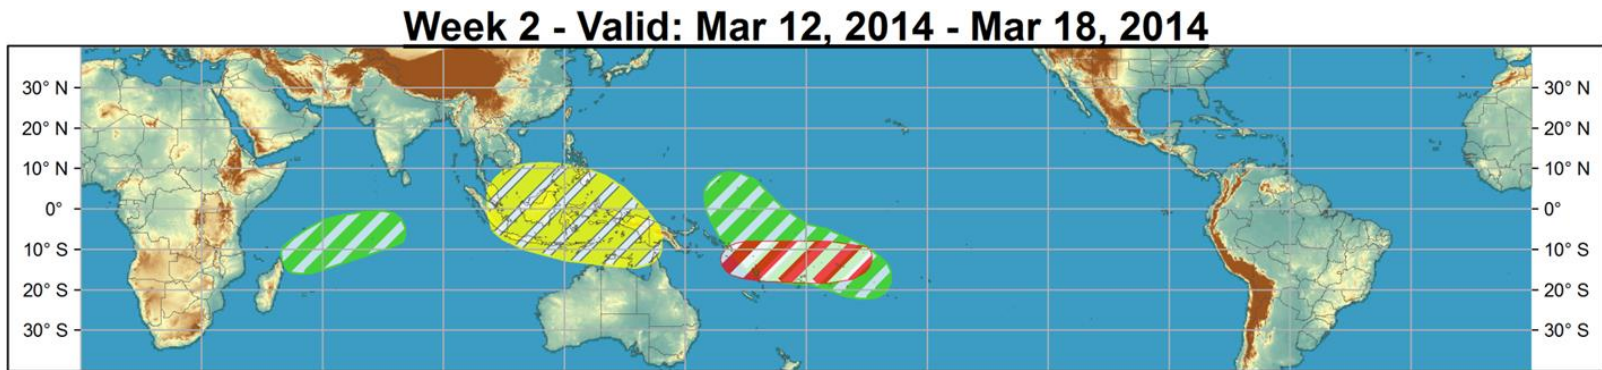 Week 2 - Valid: Mar 12, 2014 - Mar 18, 2014
30° N 30° N
20° N 20° N
10° N 10° N
0° 0°
10° S 10° S
20° S 20° S
30° S 30° S